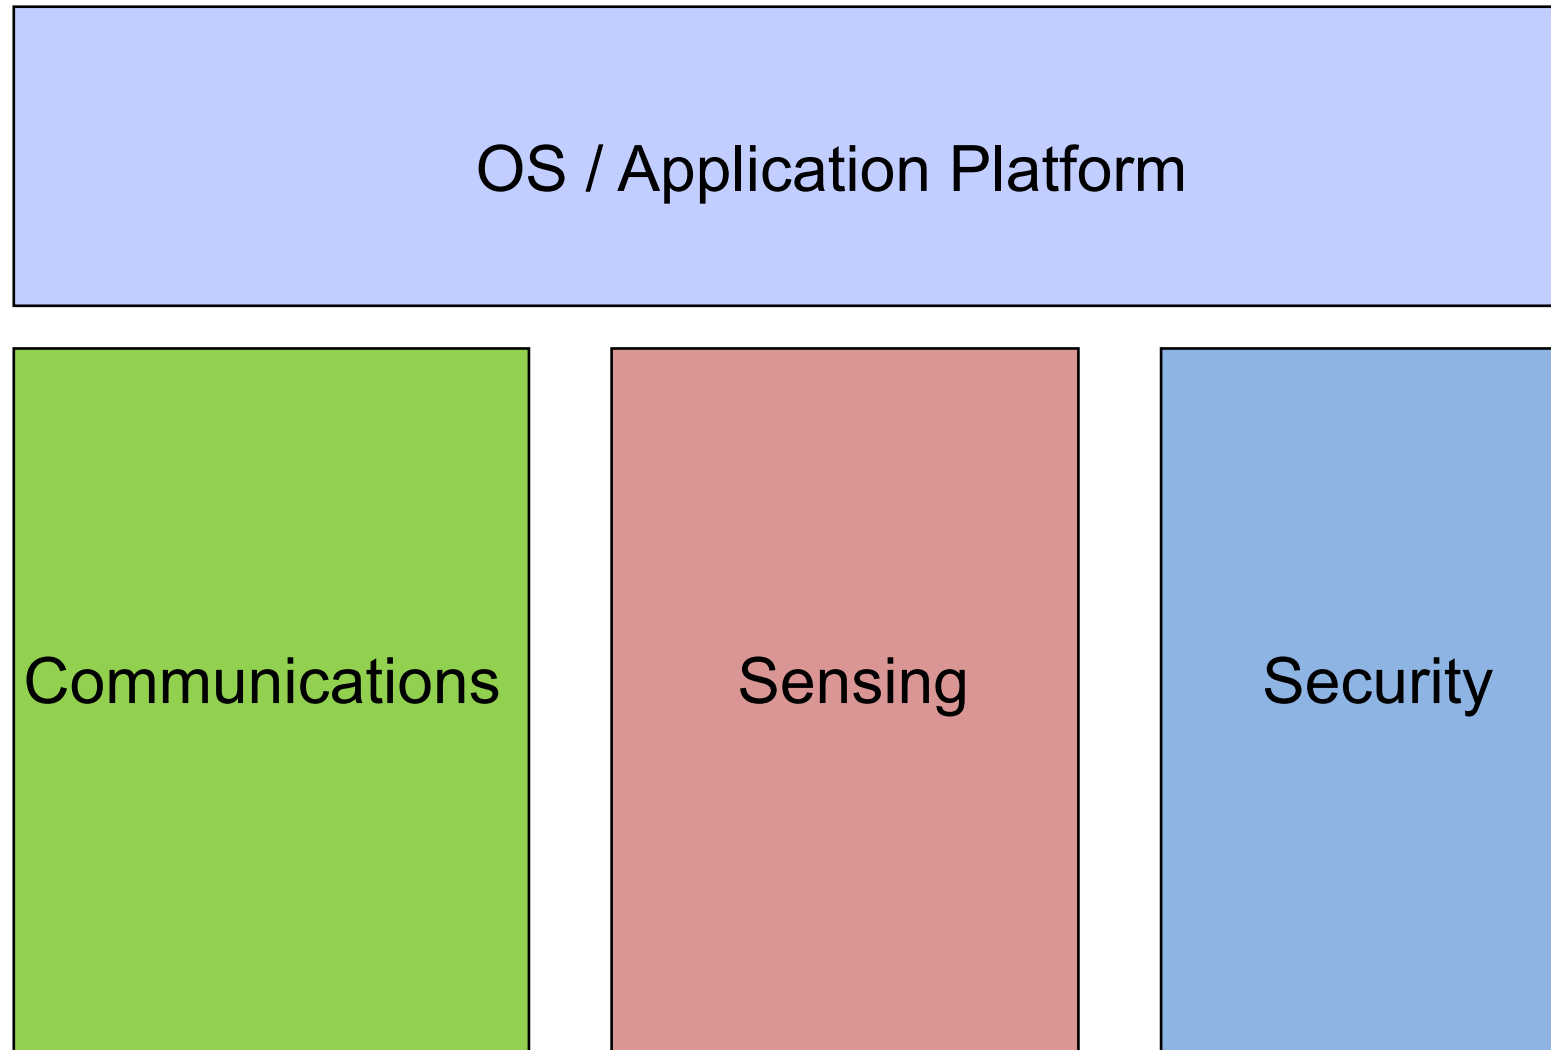 OS / Application Platform
Communications
Sensing
Security